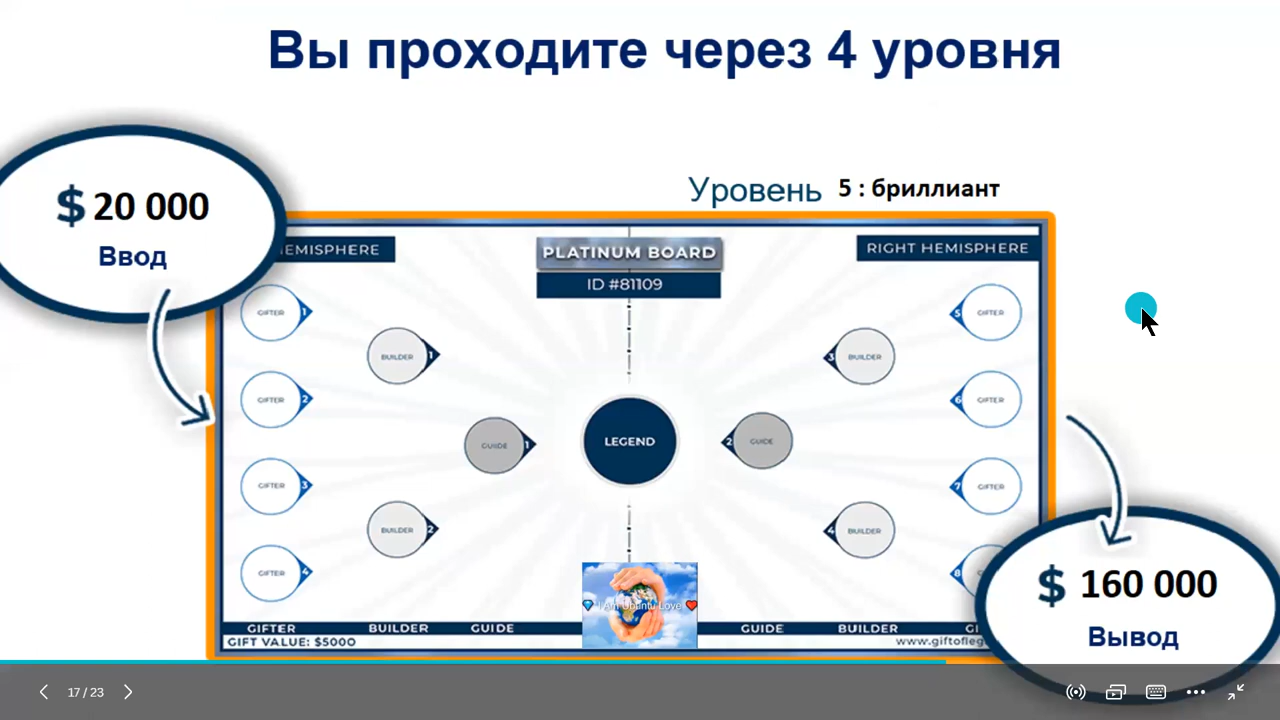 Вы проходите через 4 уровня
Уровень 5 : бриллиант
$ 20 000
Ввод
HEMISPHERE
PLATINUM BOARD
ID #81109
RIGHT HEMISPHERE
GIFTER 1
5 GIFTER
BUILDER 1
3 BUILDER
GIFTER 2
6 GIFTER
GUIDE 1
LEGEND
2 GUIDE
GIFTER 3
7 GIFTER
BUILDER 2
4 BUILDER
GIFTER 4
8
I Am Ubuntu Love
$ 160 000
Вывод
GIFTER BUILDER GUIDE GUIDE BUILDER
GIFT VALUE: $5000
17 / 23